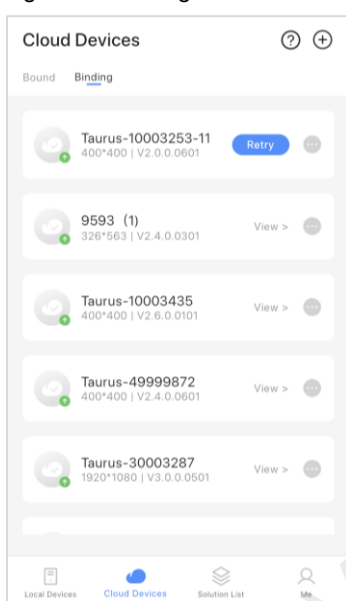 Cloud Devices
Bound Binding
Taurus-10003253-11
400*400 | V2.0.0.0601
Retry
9593 (1)
326*563 | V2.4.0.0301
View >
Taurus-10003435
400*400 | V2.6.0.0101
View >
Taurus-49999872
400*400 | V2.4.0.0601
View >
Taurus-30003287
1920*1080 | V3.0.0.0501
View >
Local Devices Cloud Devices Solution List Me